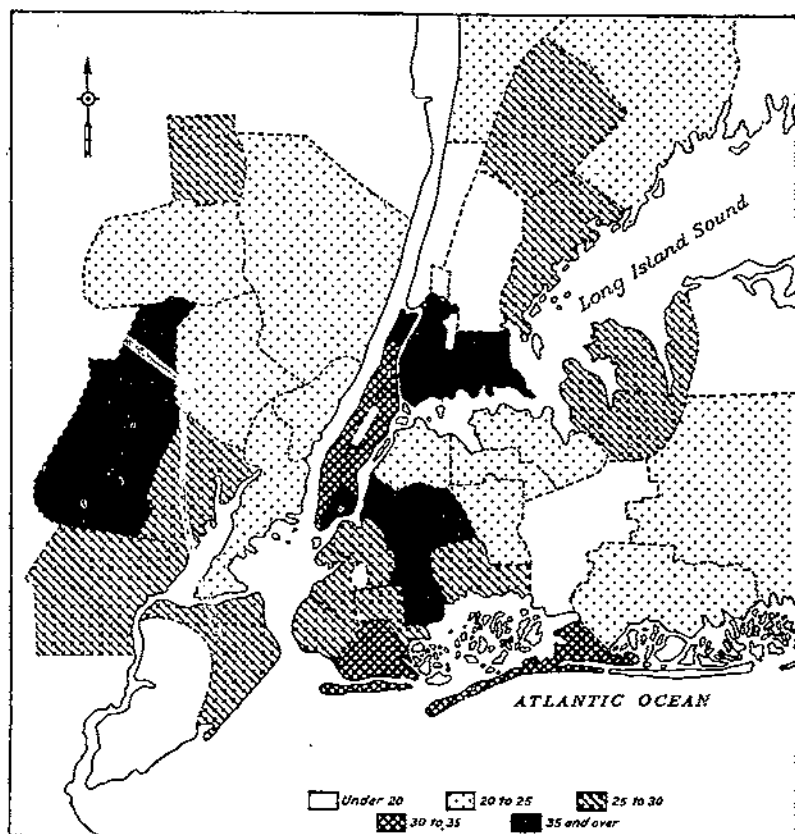 Long Island Sound
ATLANTIC OCEAN
Under 20
20 to 25
25 to 30
30 to 35
35 and over